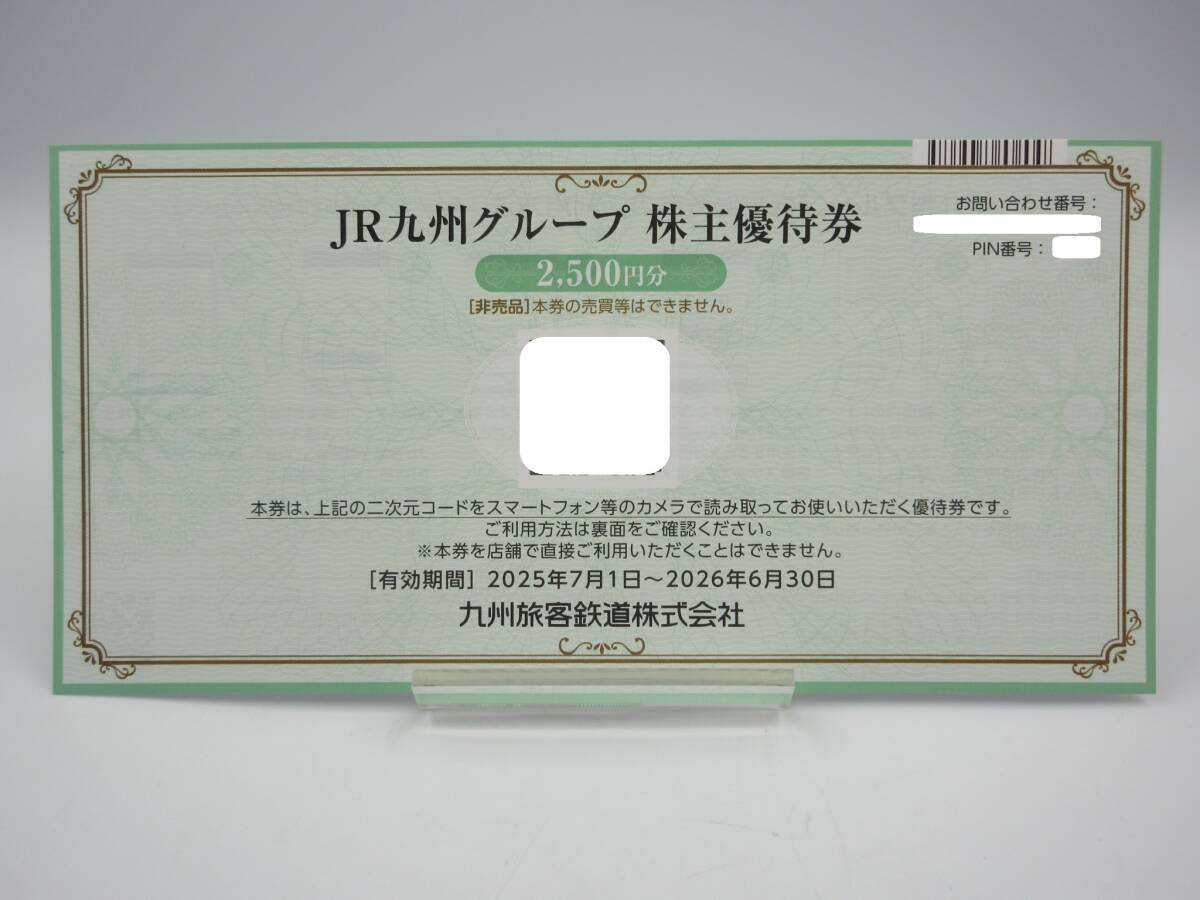 JR九州グループ 株主優待券
2,500円分
[非売品]本券の売買等はできません。
お問い合わせ番号:
PIN番号:
本券は、上記の二次元コードをスマートフォン等のカメラで読み取ってお使いいただく優待券です。
ご利用方法は裏面をご確認ください。
※本券を店舗で直接ご利用いただくことはできません。
[有効期間] 2025年7月1日～2026年6月30日
九州旅客鉄道株式会社